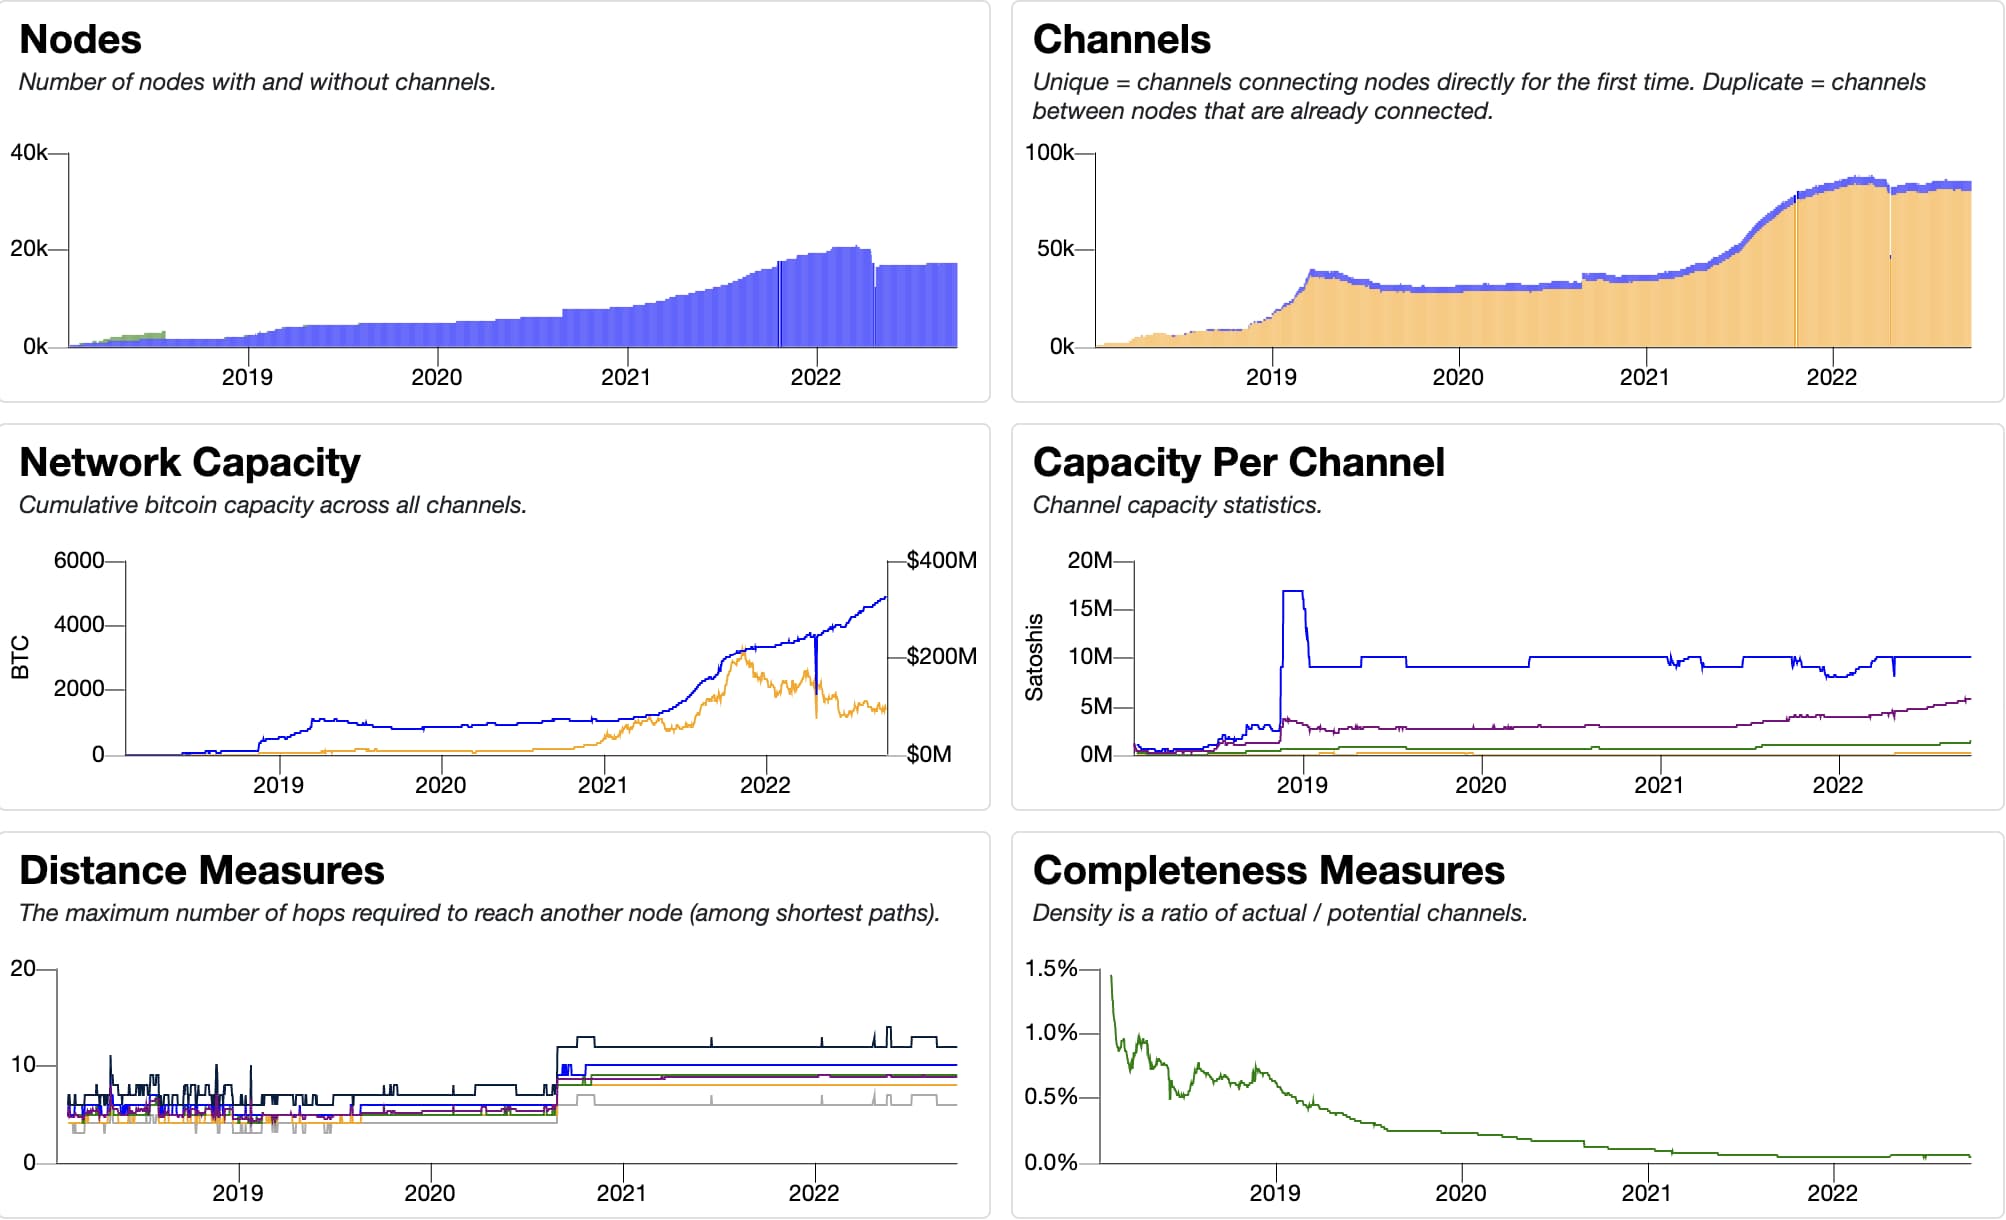 Nodes
Number of nodes with and without channels.
40k
20k
0k
2019 2020 2021 2022
Channels
Unique = channels connecting nodes directly for the first time. Duplicate = channels
between nodes that are already connected.
100k
50k
0k
2019 2020 2021 2022
Network Capacity
Cumulative bitcoin capacity across all channels.
BTC
6000
4000
2000
0
$400M
$200M
$0M
2019 2020 2021 2022
Capacity Per Channel
Channel capacity statistics.
Satoshis
20M
15M
10M
5M
0M
2019 2020 2021 2022
Distance Measures
The maximum number of hops required to reach another node (among shortest paths).
20
10
0
2019 2020 2021 2022
Completeness Measures
Density is a ratio of actual / potential channels.
1.5%
1.0%
0.5%
0.0%
2019 2020 2021 2022